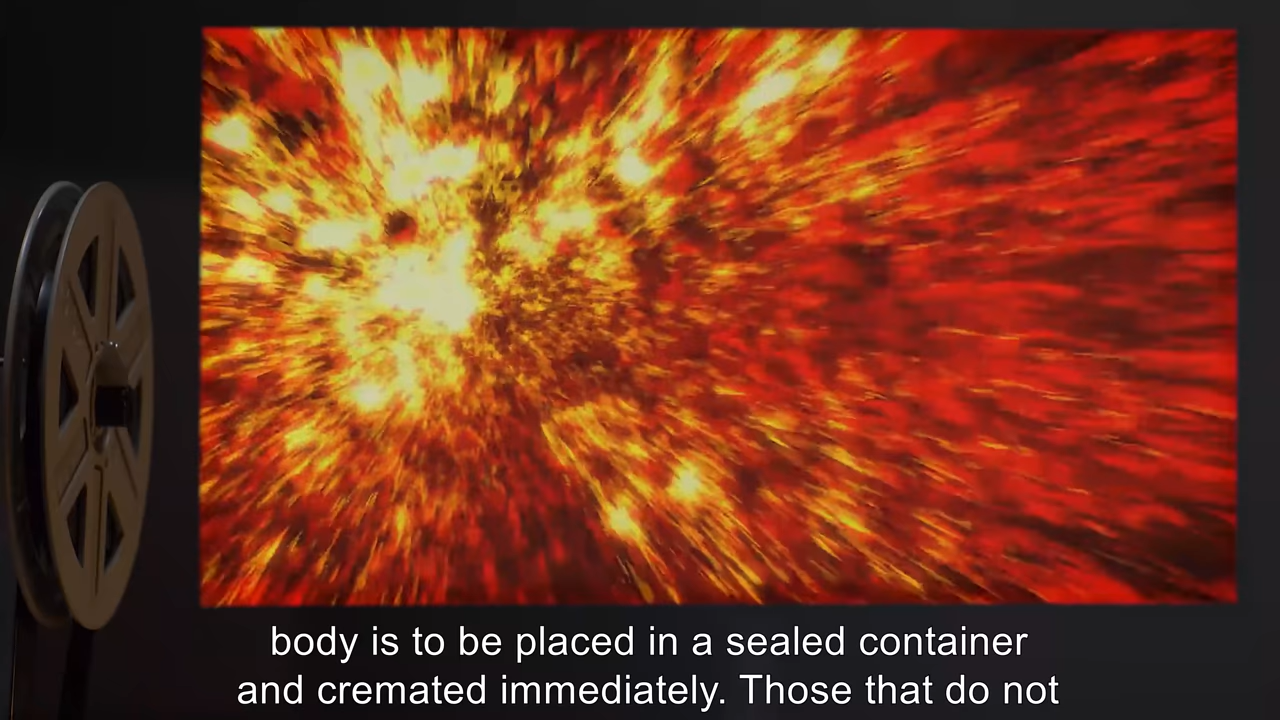 body is to be placed in a sealed container
and cremated immediately. Those that do not